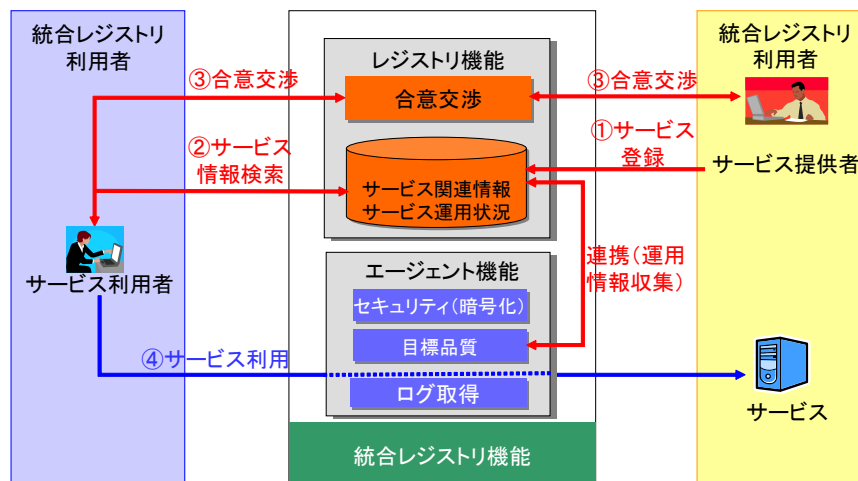 統合レジストリ
利用者
サービス利用者
③合意交渉
②サービス
情報検索
④サービス利用
レジストリ機能
合意交渉
サービス関連情報
サービス運用状況
エージェント機能
セキュリティ(暗号化)
目標品質
ログ取得
統合レジストリ機能
③合意交渉
①サービス
登録
連携(運用
情報収集)
統合レジストリ
利用者
サービス提供者
サービス